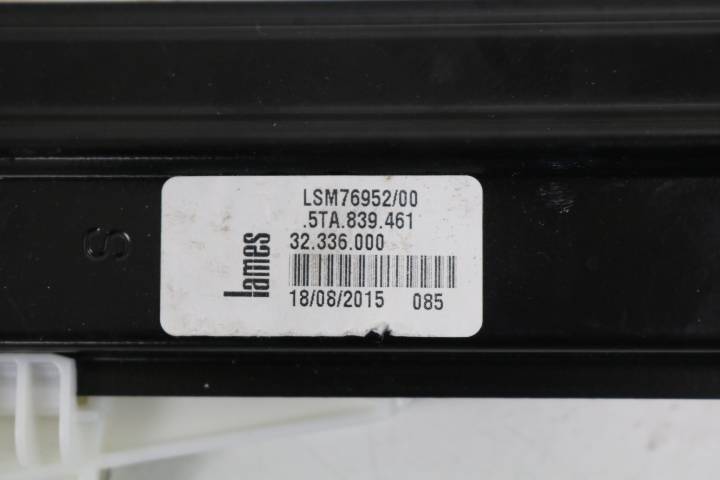 LSM76952/00
.5TA.839.461
32.336.000
lames
18/08/2015 085
S